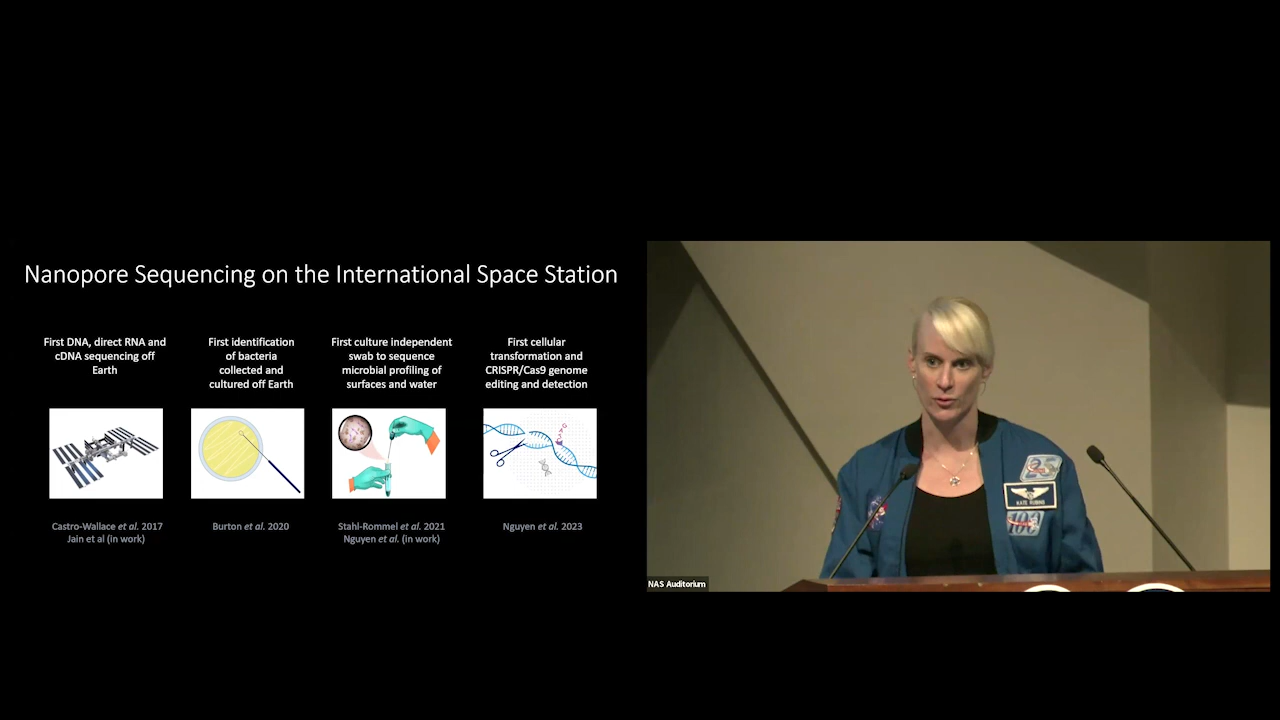 Nanopore Sequencing on the International Space Station
First DNA, direct RNA and
cDNA sequencing off
Earth
First identification
of bacteria
collected and
cultured off Earth
First culture independent
swab to sequence
microbial profiling of
surfaces and water
First cellular
transformation and
CRISPR/Cas9 genome
editing and detection
Castro-Wallace et al. 2017
Jain et al (in work)
Burton et al. 2020
Stahl-Rommel et al. 2021
Nguyen et al. (in work)
Nguyen et al. 2023
25
KATE RUBINS
100
NAS Auditorium